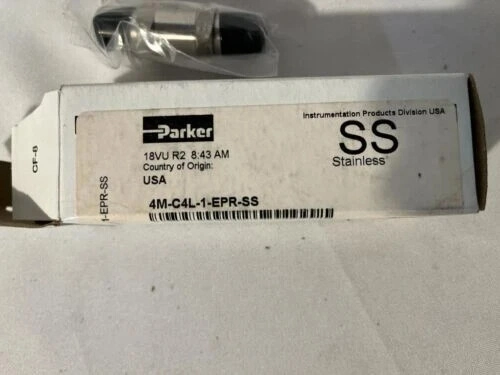 Instrumentation Products Division USA
Parker
SS
18VU R2 8:43 AM
Stainless
Country of Origin:
USA
4M-C4L-1-EPR-SS
CF-8
1-EPR-SS